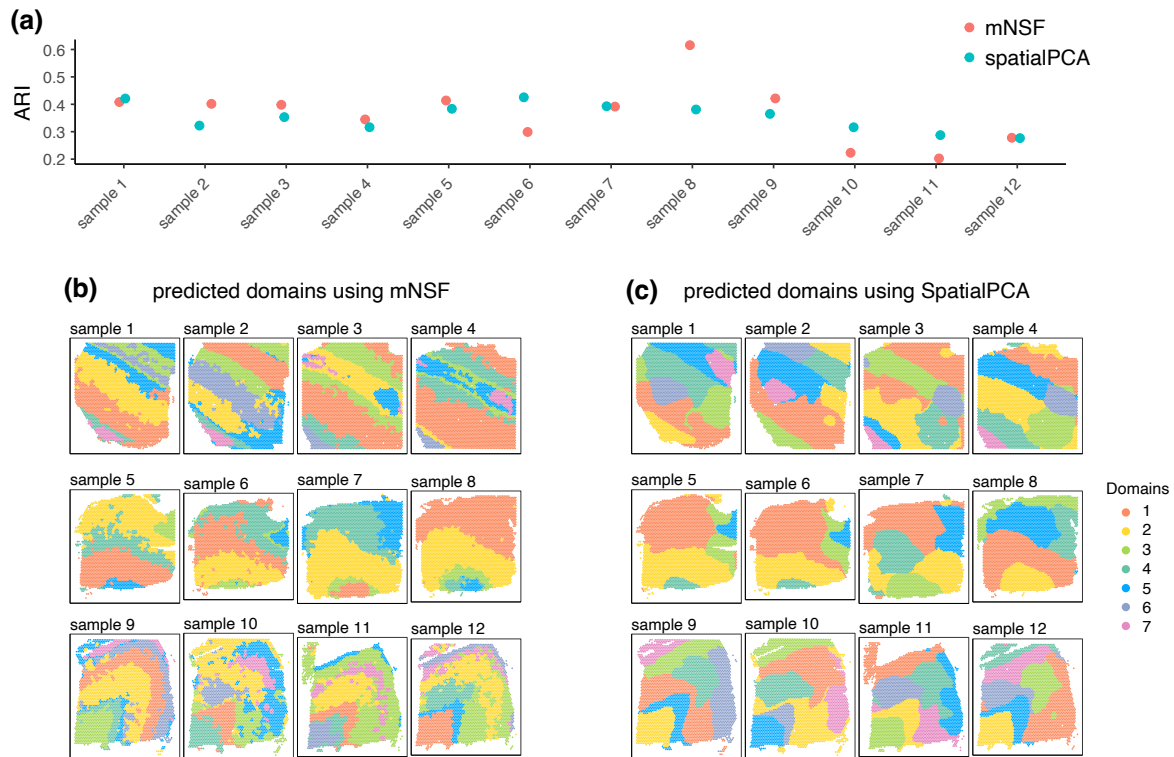 (a)
mNSF
spatialPCA
ARI
0.6
0.5
0.4
0.3
0.2
sample 1
sample 2
sample 3
sample 4
sample 5
sample 6
sample 7
sample 8
sample 9
sample 10
sample 11
sample 12
(b) predicted domains using mNSF
sample 1 sample 2 sample 3 sample 4
sample 5 sample 6 sample 7 sample 8
sample 9 sample 10 sample 11 sample 12
(c) predicted domains using SpatialPCA
sample 1 sample 2 sample 3 sample 4
sample 5 sample 6 sample 7 sample 8
sample 9 sample 10 sample 11 sample 12
Domains
1
2
3
4
5
6
7